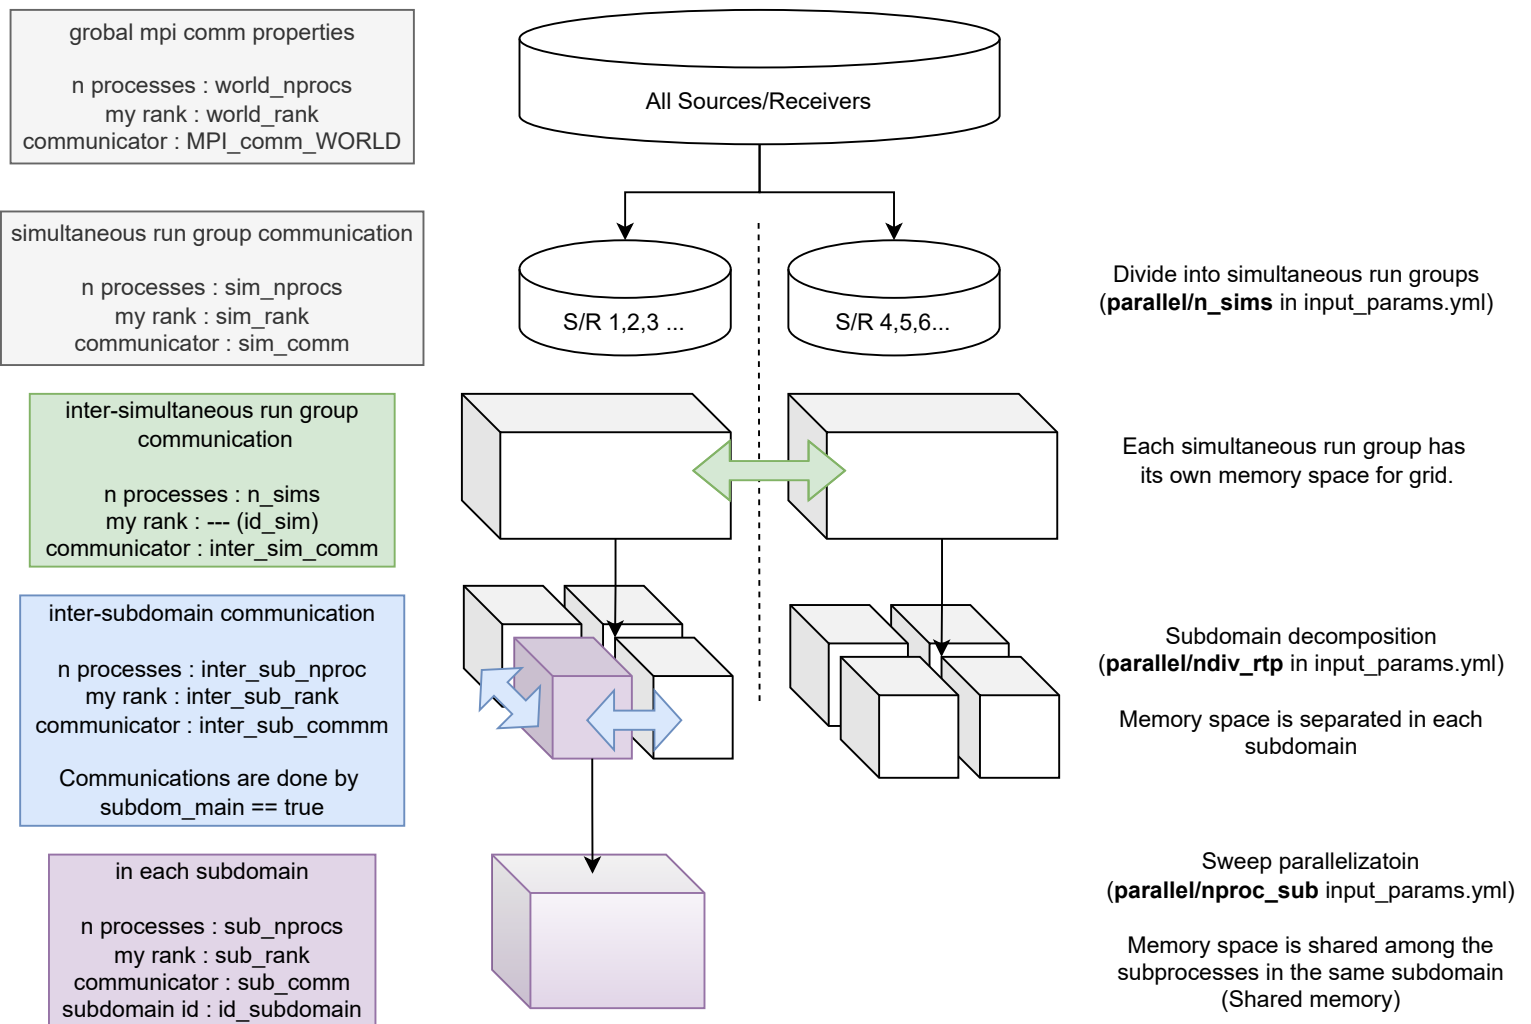 grobal mpi comm properties
n processes : world_nprocs
my rank : world_rank
communicator : MPI_comm_WORLD
All Sources/Receivers
simultaneous run group communication
n processes : sim_nprocs
my rank : sim_rank
communicator : sim_comm
S/R 1,2,3 ...
S/R 4,5,6...
Divide into simultaneous run groups
(parallel/n_sims in input_params.yml)
inter-simultaneous run group
communication
n processes : n_sims
my rank : --- (id_sim)
communicator : inter_sim_comm
Each simultaneous run group has
its own memory space for grid.
inter-subdomain communication
n processes : inter_sub_nproc
my rank : inter_sub_rank
communicator : inter_sub_commm
Communications are done by
subdom_main == true
Subdomain decomposition
(parallel/ndiv_rtp in input_params.yml)
Memory space is separated in each
subdomain
in each subdomain
n processes : sub_nprocs
my rank : sub_rank
communicator : sub_comm
subdomain id : id_subdomain
Sweep parallelizatoin
(parallel/nproc_sub input_params.yml)
Memory space is shared among the
subprocesses in the same subdomain
(Shared memory)